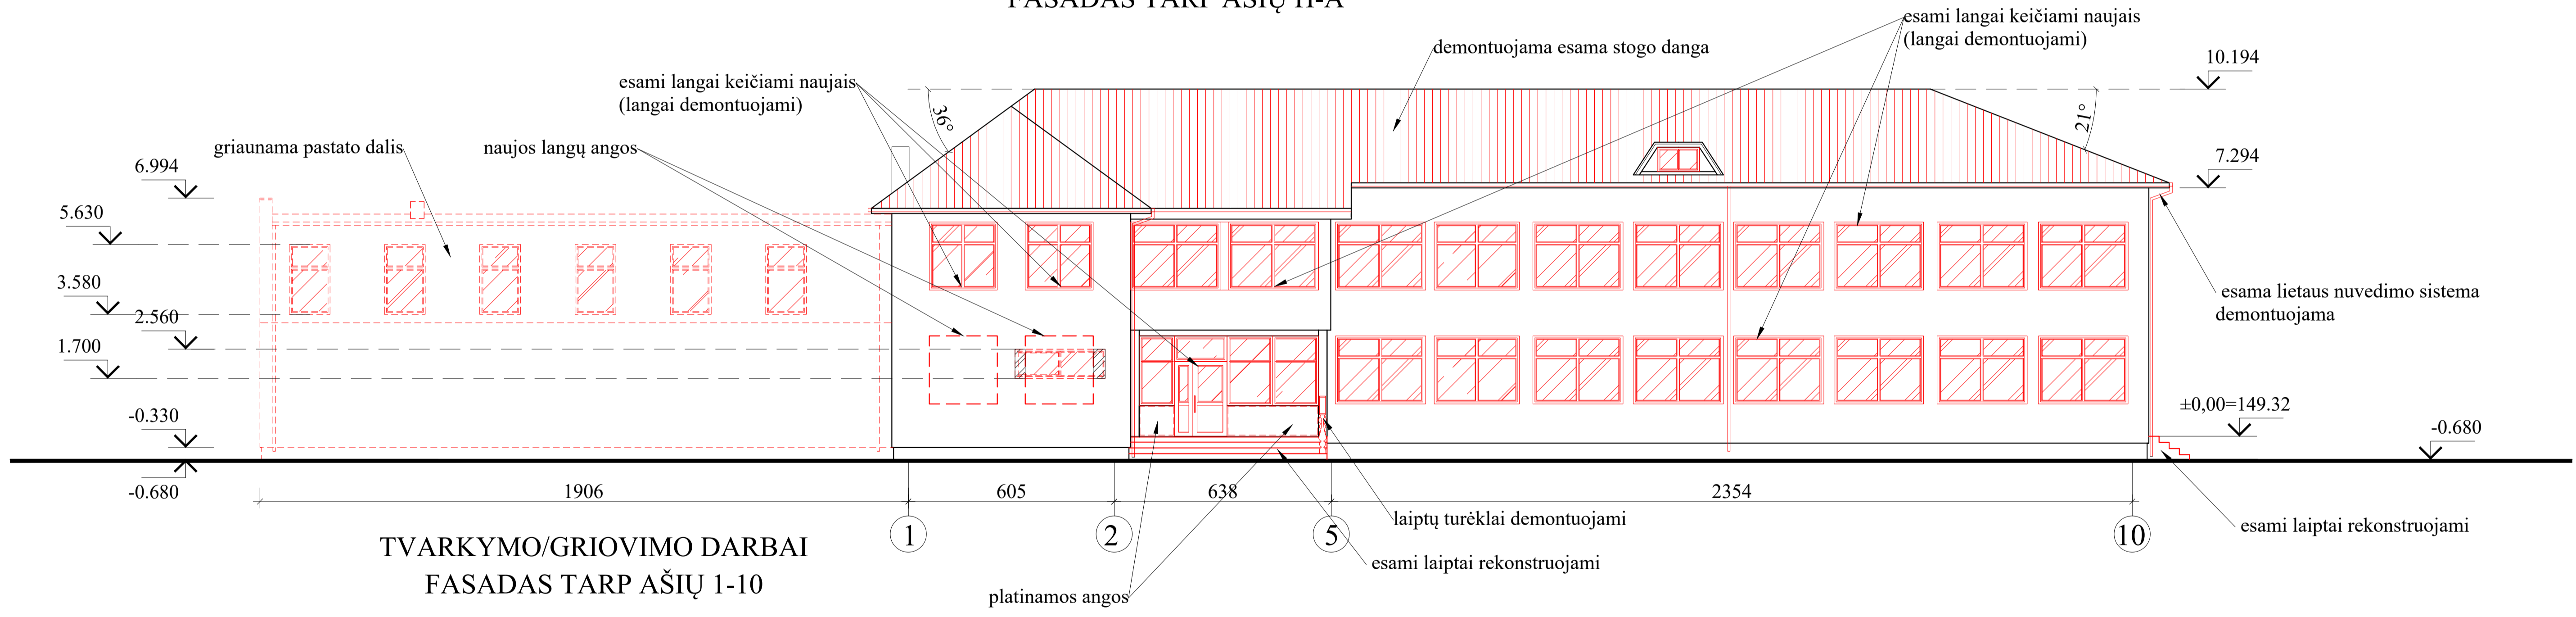 FASADAS TARP AŠIŲ H-A
esami langai keičiami naujais
(langai demontuojami)
demontuojama esama stogo danga
10.194
esami langai keičiami naujais
(langai demontuojami)
36°
21°
griaunama pastato dalis
naujos langų angos
6.994
7.294
5.630
3.580
2.560
1.700
esama lietaus nuvedimo sistema
demontuojama
-0.330
±0,00=149.32
-0.680
-0.680
1906
605
638
2354
1
2
5
10
laiptų turėklai demontuojami
esami laiptai rekonstruojami
esami laiptai rekonstruojami
platinamos angos
TVARKYMO/GRIOVIMO DARBAI
FASADAS TARP AŠIŲ 1-10